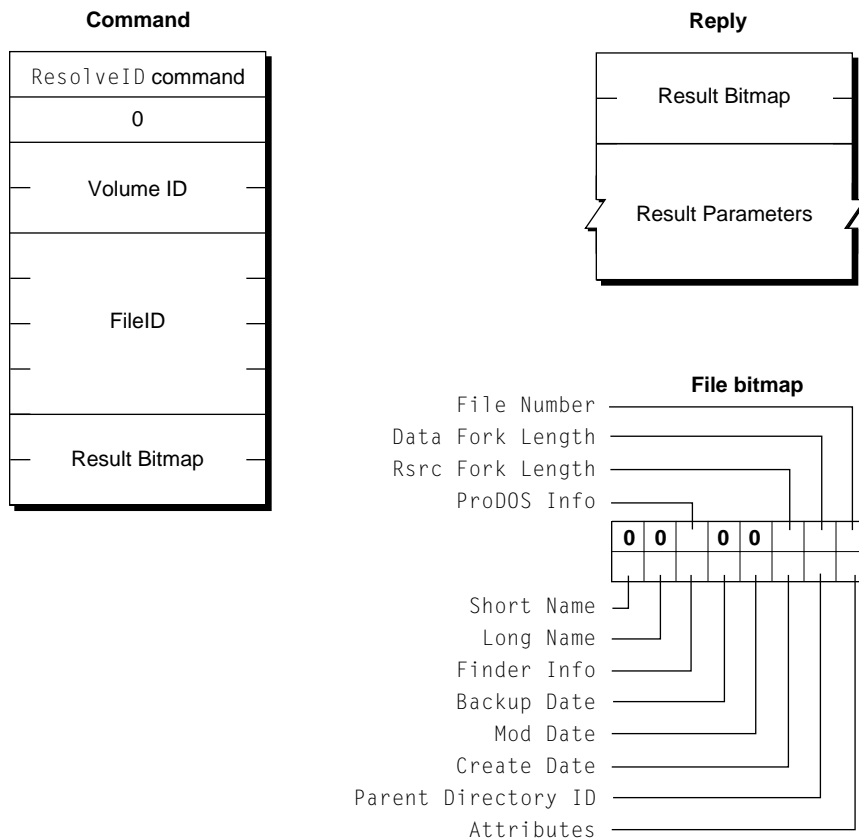 Command
ResolveID command
0
Volume ID
FileID
Result Bitmap
Reply
Result Bitmap
Result Parameters
File bitmap
File Number
Data Fork Length
Rsrc Fork Length
ProDOS Info
0 0 0 0
Short Name
Long Name
Finder Info
Backup Date
Mod Date
Create Date
Parent Directory ID
Attributes